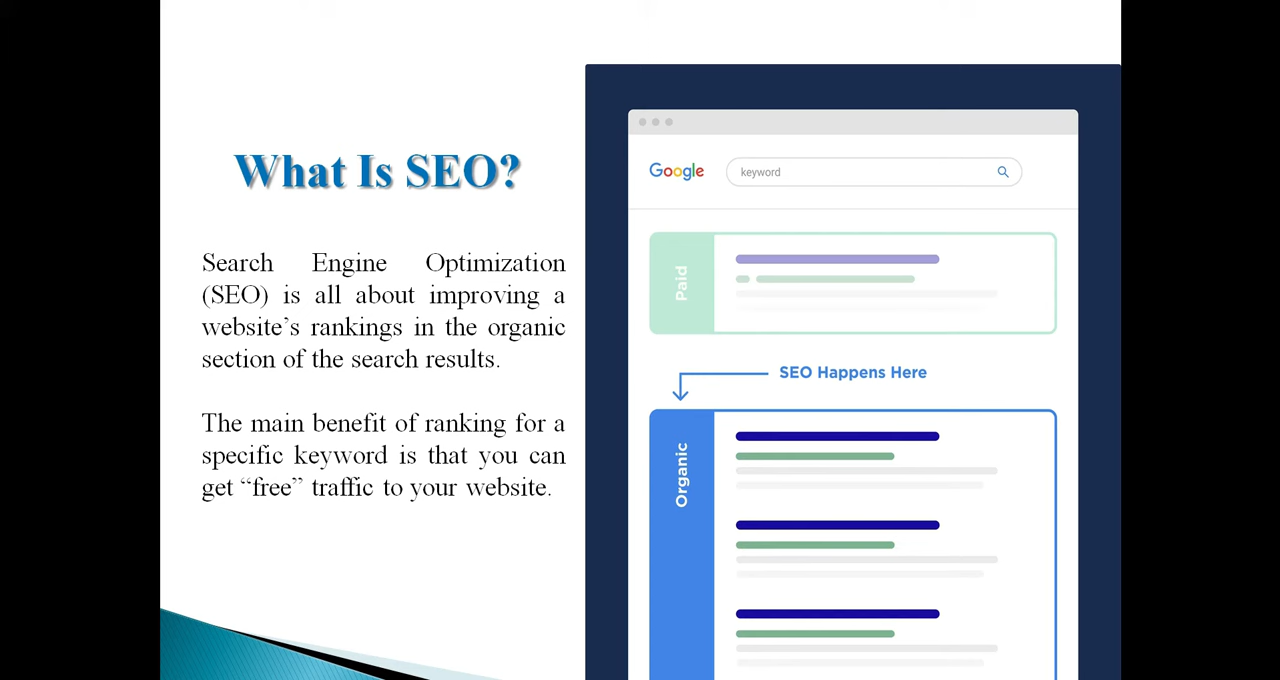 What Is SEO?
Search Engine Optimization
(SEO) is all about improving a
website’s rankings in the organic
section of the search results.
The main benefit of ranking for a
specific keyword is that you can
get “free” traffic to your website.
Google
keyword
Paid
SEO Happens Here
Organic